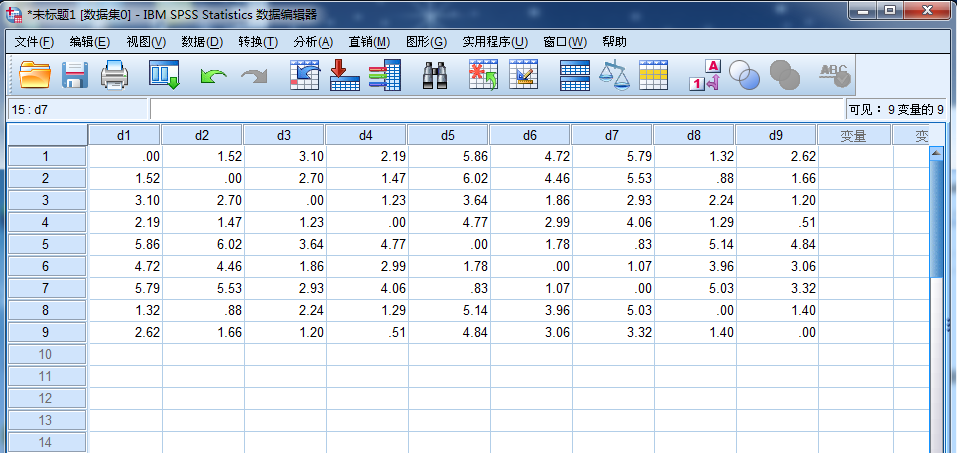 *未标题1 [数据集0] - IBM SPSS Statistics 数据编辑器
文件(F) 编辑(E) 视图(V) 数据(D) 转换(T) 分析(A) 直销(M) 图形(G) 实用程序(U) 窗口(W) 帮助
A 1 ABC
15 : d7 可见： 9 变量的 9
d1 d2 d3 d4 d5 d6 d7 d8 d9 变量 变
1 .00 1.52 3.10 2.19 5.86 4.72 5.79 1.32 2.62
2 1.52 .00 2.70 1.47 6.02 4.46 5.53 .88 1.66
3 3.10 2.70 .00 1.23 3.64 1.86 2.93 2.24 1.20
4 2.19 1.47 1.23 .00 4.77 2.99 4.06 1.29 .51
5 5.86 6.02 3.64 4.77 .00 1.78 .83 5.14 4.84
6 4.72 4.46 1.86 2.99 1.78 .00 1.07 3.96 3.06
7 5.79 5.53 2.93 4.06 .83 1.07 .00 5.03 3.32
8 1.32 .88 2.24 1.29 5.14 3.96 5.03 .00 1.40
9 2.62 1.66 1.20 .51 4.84 3.06 3.32 1.40 .00
10
11
12
13
14